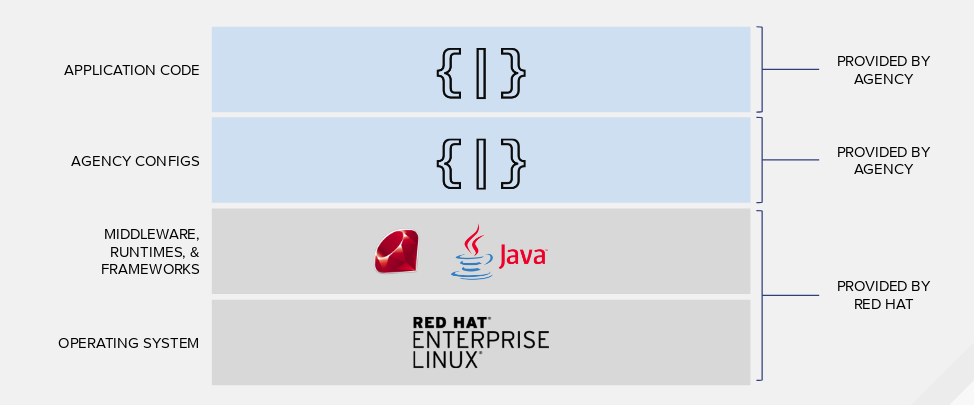 APPLICATION CODE
{|}
PROVIDED BY
AGENCY
AGENCY CONFIGS
{|}
PROVIDED BY
AGENCY
MIDDLEWARE,
RUNTIMES, &
FRAMEWORKS
Java
PROVIDED BY
RED HAT
OPERATING SYSTEM
RED HAT®
ENTERPRISE
LINUX®